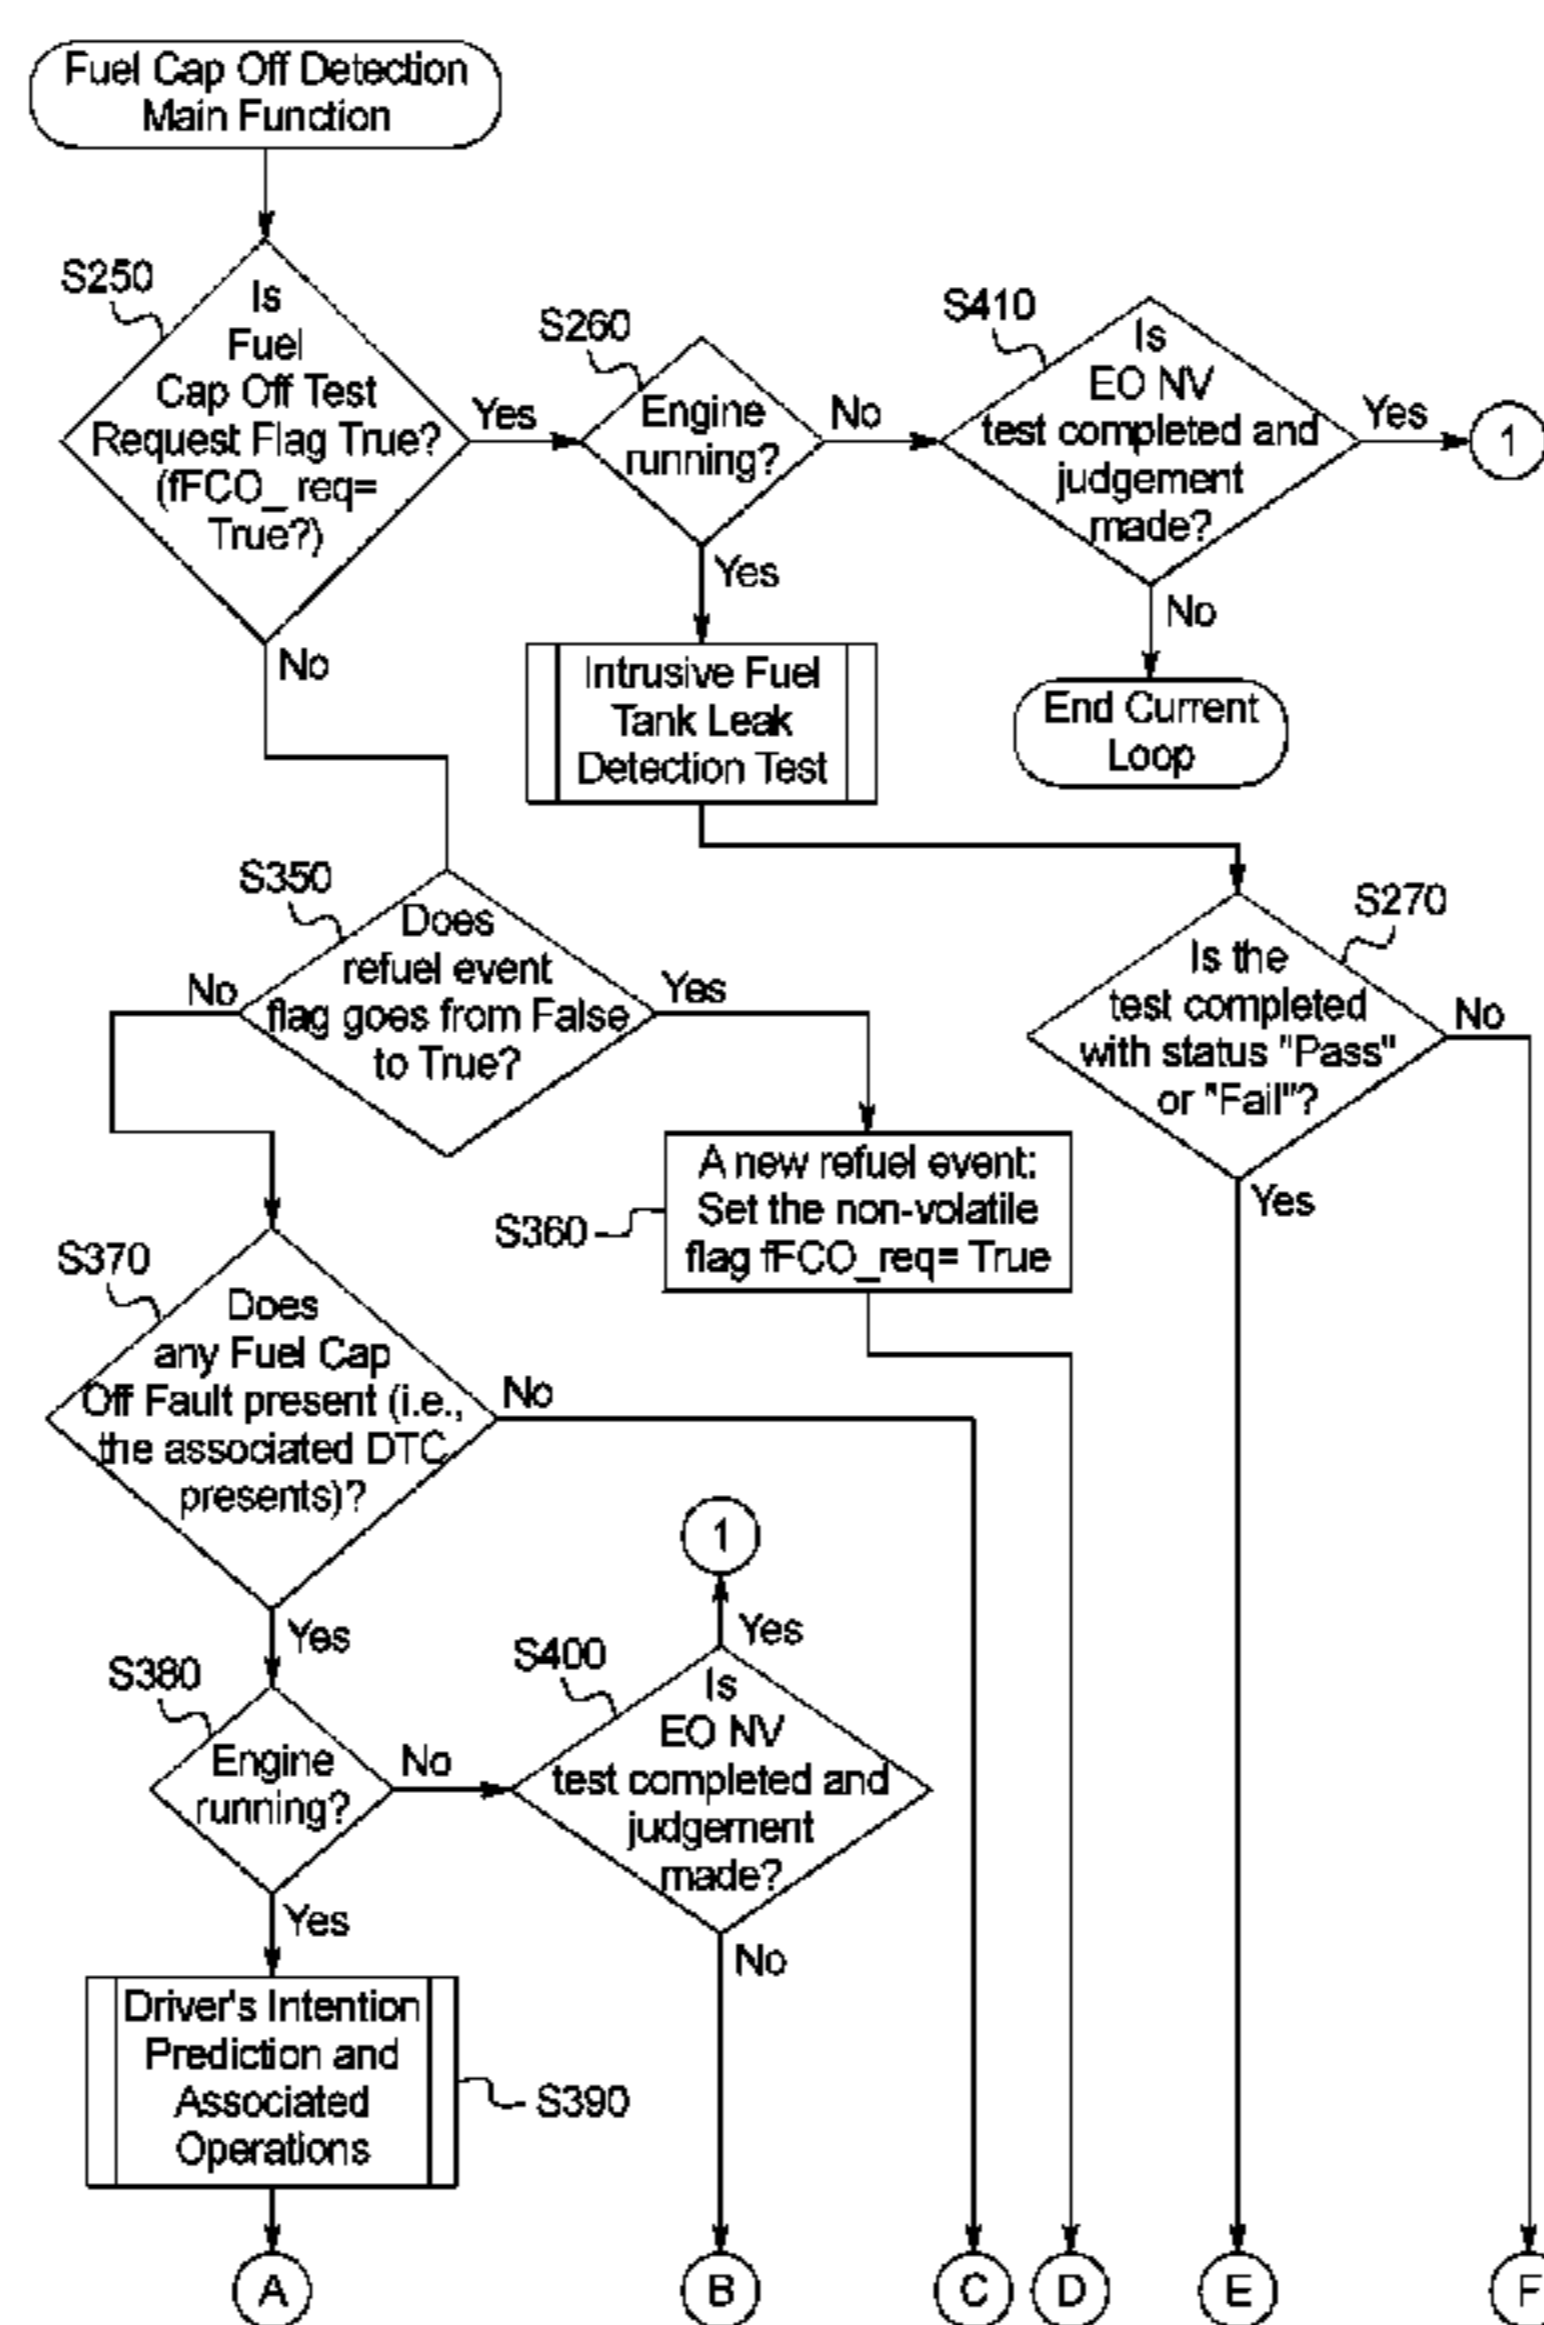 Fuel Cap Off Detection
Main Function
S250
Is
Fuel
Cap Off Test
Request Flag True?
(fFCO_ req=
True?)
Yes
No
S260
Engine
running?
No
Yes
S410
Is
EO NV
test completed and
judgement
made?
Yes
1
No
End Current
Loop
Intrusive Fuel
Tank Leak
Detection Test
S270
Is the
test completed
with status "Pass"
or "Fail"?
No
Yes
S350
Does
refuel event
flag goes from False
to True?
No
Yes
S360
A new refuel event:
Set the non-volatile
flag fFCO_req= True
S370
Does
any Fuel Cap
Off Fault present (i.e.,
the associated DTC
presents)?
No
Yes
S380
Engine
running?
No
Yes
1
Yes
S400
Is
EO NV
test completed and
judgement
made?
No
Driver's Intention
Prediction and
Associated
Operations
S390
A
B
C
D
E
F